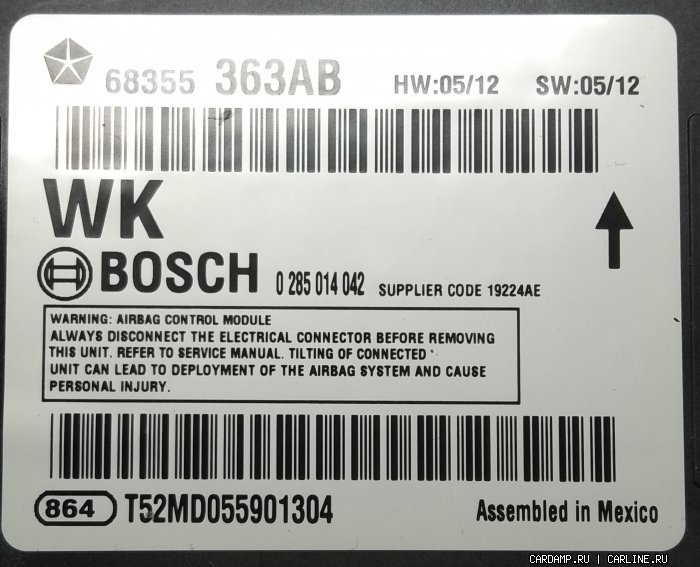 68355 363AB HW:05/12 SW:05/12
WK
BOSCH 0 285 014 042 SUPPLIER CODE 19224AE
WARNING: AIRBAG CONTROL MODULE
ALWAYS DISCONNECT THE ELECTRICAL CONNECTOR BEFORE REMOVING
THIS UNIT. REFER TO SERVICE MANUAL. TILTING OF CONNECTED
UNIT CAN LEAD TO DEPLOYMENT OF THE AIRBAG SYSTEM AND CAUSE
PERSONAL INJURY.
864 T52MD055901304 Assembled in Mexico
CARDAMP.RU | CARLINE.RU